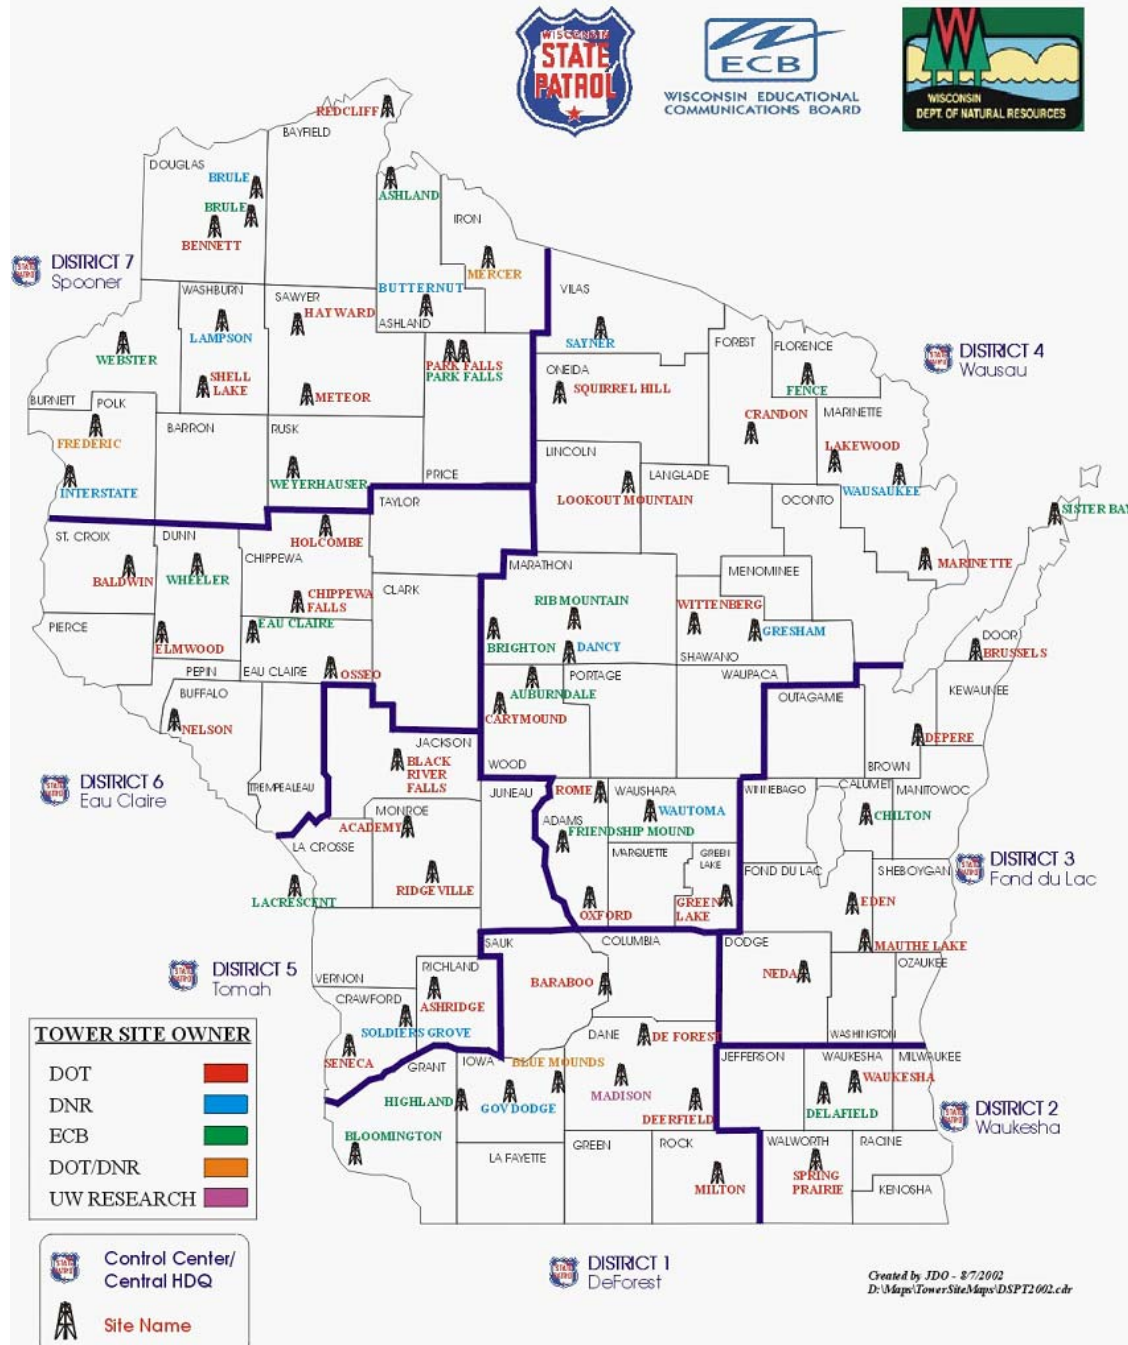 WISCONSIN
STATE
PATROL
ECB
WISCONSIN EDUCATIONAL
COMMUNICATIONS BOARD
WISCONSIN
DEPT. OF NATURAL RESOURCES
REDCLIFF
BAYFIELD
DOUGLAS
BRULE
BRULE
BENNETT
ASHLAND
IRON
MERCER
DISTRICT 7
Spooner
WASHBURN
LAMPSON
SAWYER
HAYWARD
BUTTERNUT
ASHLAND
VILAS
SAYNER
FOREST
FLORENCE
FENCE
DISTRICT 4
Wausau
WEBSTER
SHELL
LAKE
METEOR
PARK FALLS
PARK FALLS
ONEIDA
SQUIRREL HILL
CRANDON
MARINETTE
LAKEWOOD
WAUSAUKEE
BURNETT
POLK
FREDERIC
INTERSTATE
BARRON
RUSK
WEYERHAUSER
PRICE
LINCOLN
LOOKOUT MOUNTAIN
LANGLADE
OCONTO
SISTER BAY
TAYLOR
ST. CROIX
BALDWIN
DUNN
WHEELER
HOLCOMBE
CHIPPEWA
CHIPPEWA
FALLS
CLARK
MARATHON
RIB MOUNTAIN
BRIGHTON
DANCY
MENOMINEE
WITTENBERG
GRESHAM
SHAWANO
MARINETTE
PIERCE
ELMWOOD
EAU CLAIRE
EAU CLAIRE
OSSEO
PEPIN
BUFFALO
NELSON
AUBURNDALE
CARYMOUND
PORTAGE
WAUPACA
OUTAGAMIE
DOOR
BRUSSELS
KEWAUNEE
DEPERE
BROWN
DISTRICT 6
Eau Claire
TREMPEALEAU
JACKSON
BLACK
RIVER
FALLS
WOOD
JUNEAU
ROME
WAUSHARA
WAUTOMA
ADAMS
FRIENDSHIP MOUND
WINNEBAGO
CALUMET
MANITOWOC
CHILTON
MONROE
ACADEMY
LA CROSSE
RIDGEVILLE
LACRESCENT
MARQUETTE
GREEN
LAKE
GREEN
LAKE
OXFORD
FOND DU LAC
SHEBOYGAN
EDEN
DISTRICT 3
Fond du Lac
MAUTHE LAKE
OZAUKEE
DISTRICT 5
Tomah
VERNON
CRAWFORD
RICHLAND
ASHRIDGE
SOLDIERS GROVE
SENECA
SAUK
COLUMBIA
BARABOO
DODGE
NEDA
WASHINGTON
DANE
DE FOREST
BLUE MOUNDS
MADISON
DEERFIELD
JEFFERSON
WAUKESHA
MILWAUKEE
WAUKESHA
DELAFIELD
DISTRICT 2
Waukesha
GRANT
IOWA
HIGHLAND
GOV DODGE
BLOOMINGTON
LA FAYETTE
GREEN
ROCK
MILTON
WALWORTH
RACINE
SPRING
PRAIRIE
KENOSHA
TOWER SITE OWNER
DOT
DNR
ECB
DOT/DNR
UW RESEARCH
Control Center/
Central HDQ
Site Name
DISTRICT 1
DeForest
Created by JDO - 8/7/2002
D:\Maps\TowerSiteMaps\DSPT2002.cdr